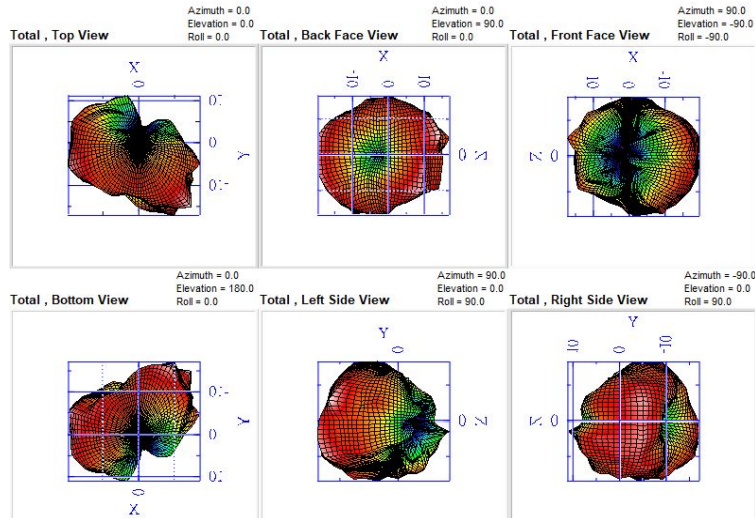 Azimuth = 0.0
Elevation = 0.0
Roll = 0.0
Total , Top View
X
0
0
Y
Azimuth = 0.0
Elevation = 90.0
Roll = 0.0
Total , Back Face View
X
-10
0
10
0
Z
Azimuth = 90.0
Elevation = -90.0
Roll = -90.0
Total , Front Face View
X
10
0
-10
Z
0
Azimuth = 0.0
Elevation = 180.0
Roll = 0.0
Total , Bottom View
0
Y
0
X
Azimuth = 90.0
Elevation = 0.0
Roll = 90.0
Total , Left Side View
Y
0
0
Z
Azimuth = -90.0
Elevation = 0.0
Roll = 90.0
Total , Right Side View
Y
10
0
-10
Z
0